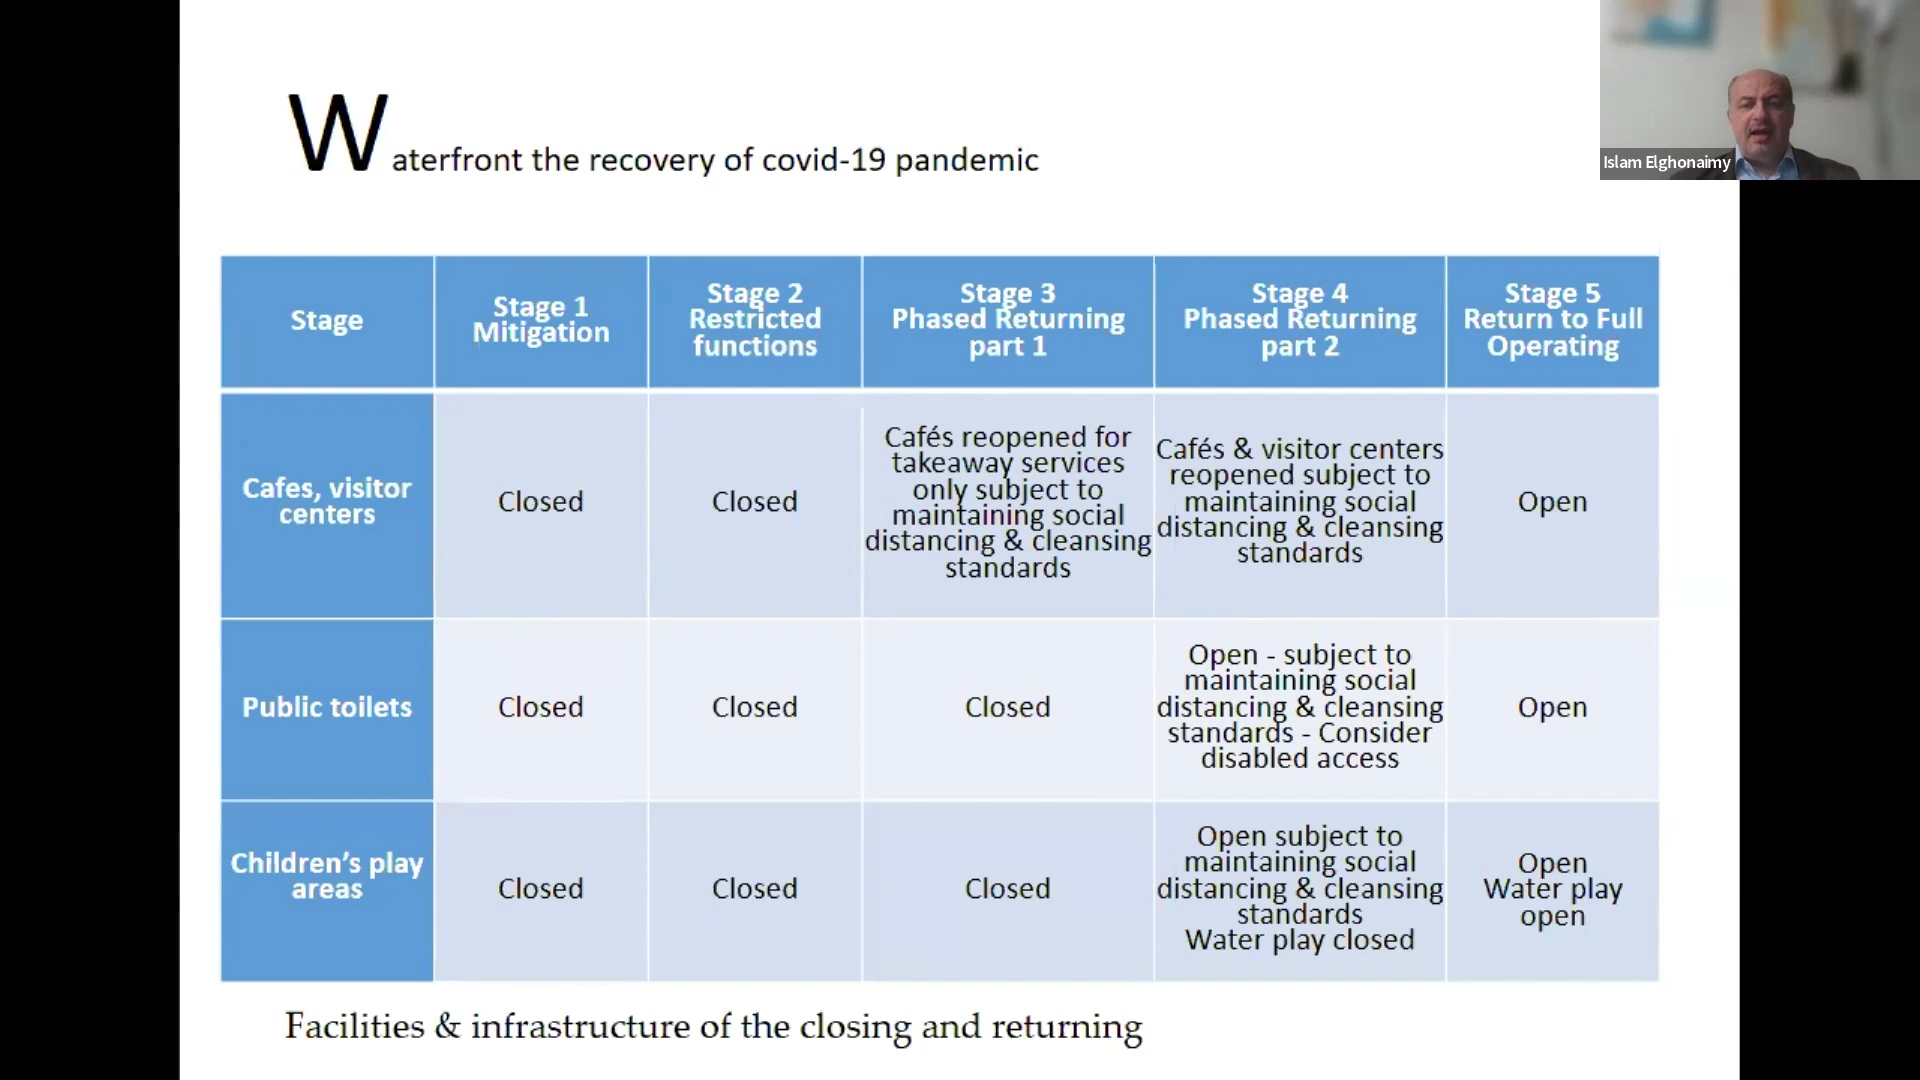 Waterfront the recovery of covid-19 pandemic
Islam Elghonaimy
Stage
Stage 1
Mitigation
Stage 2
Restricted
functions
Stage 3
Phased Returning
part 1
Stage 4
Phased Returning
part 2
Stage 5
Return to Full
Operating
Cafes, visitor
centers
Closed
Closed
Cafés reopened for
takeaway services
only subject to
maintaining social
distancing & cleansing
standards
Cafés & visitor centers
reopened subject to
maintaining social
distancing & cleansing
standards
Open
Public toilets
Closed
Closed
Closed
Open - subject to
maintaining social
distancing & cleansing
standards - Consider
disabled access
Open
Children’s play
areas
Closed
Closed
Closed
Open subject to
maintaining social
distancing & cleansing
standards
Water play closed
Open
Water play
open
Facilities & infrastructure of the closing and returning